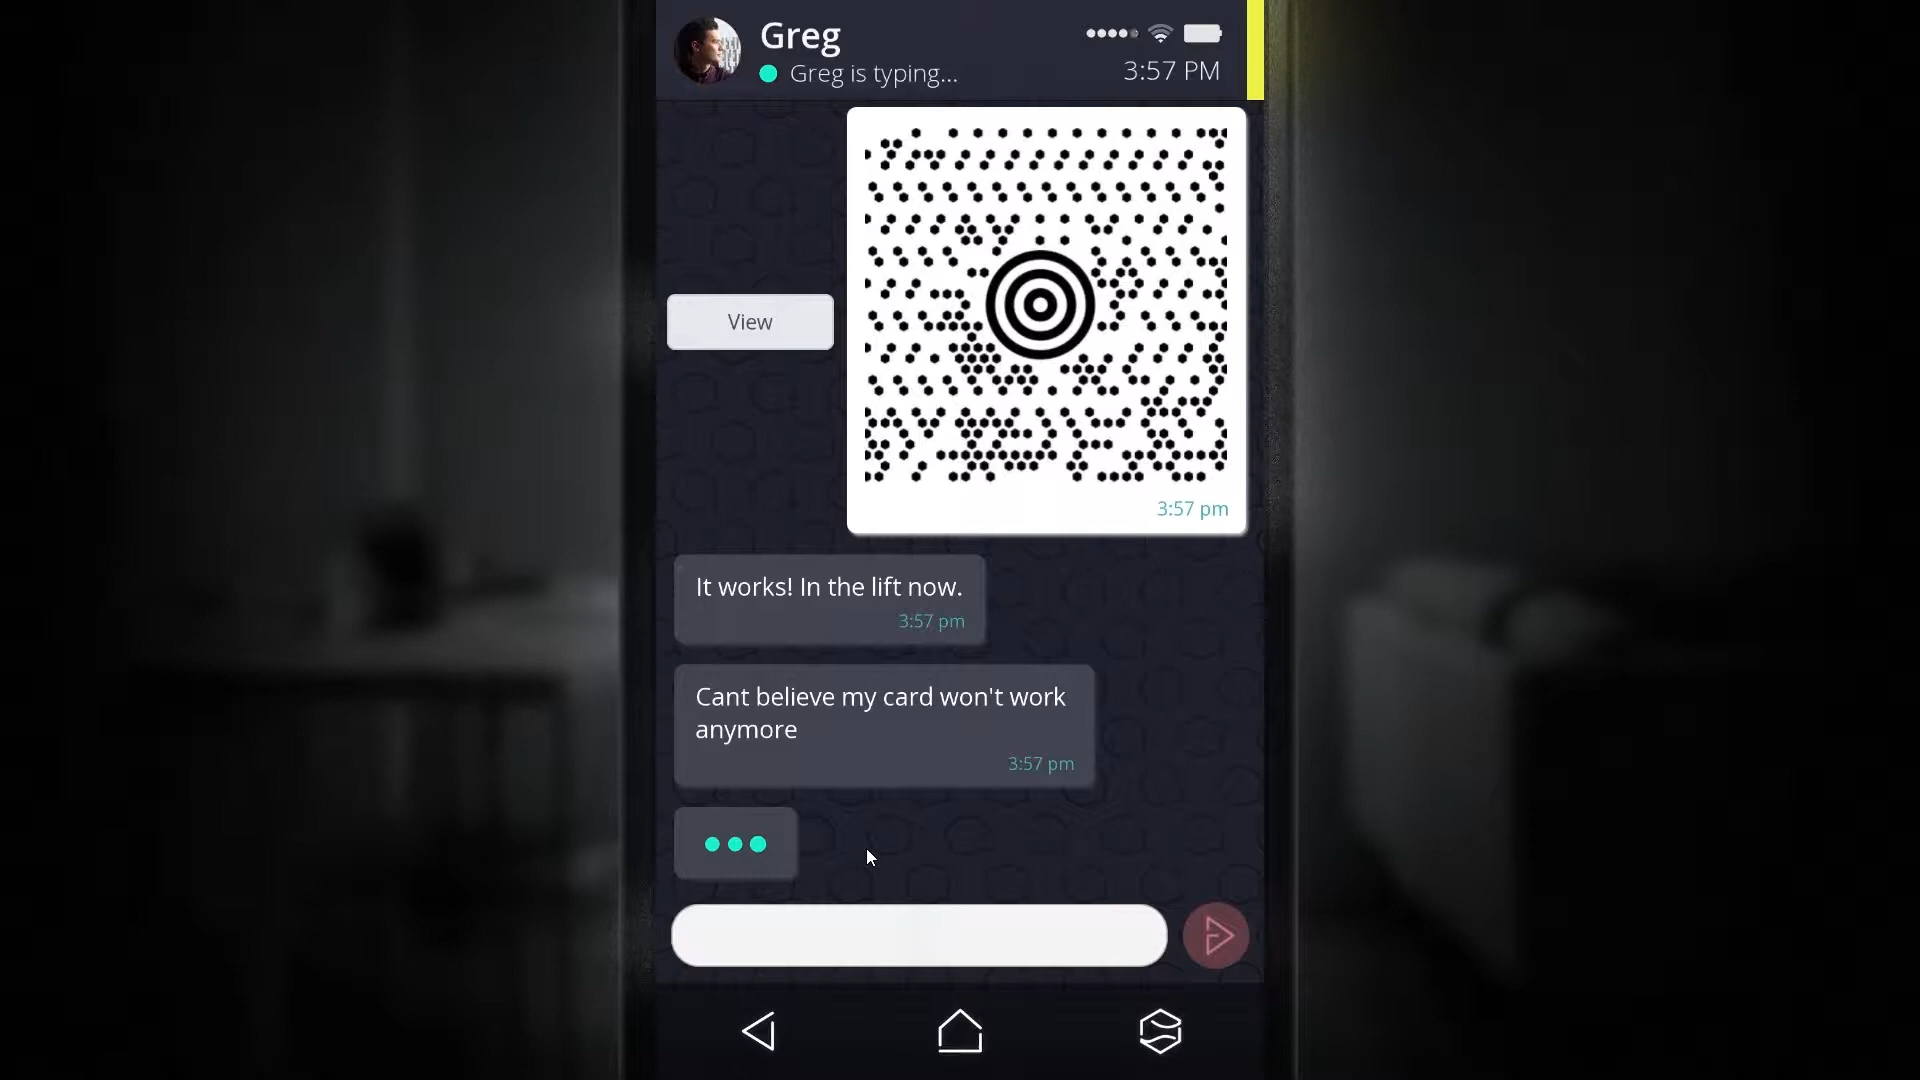 Greg
Greg is typing...
3:57 PM
3:57 pm
View
It works! In the lift now.
3:57 pm
Cant believe my card won't work
anymore
3:57 pm